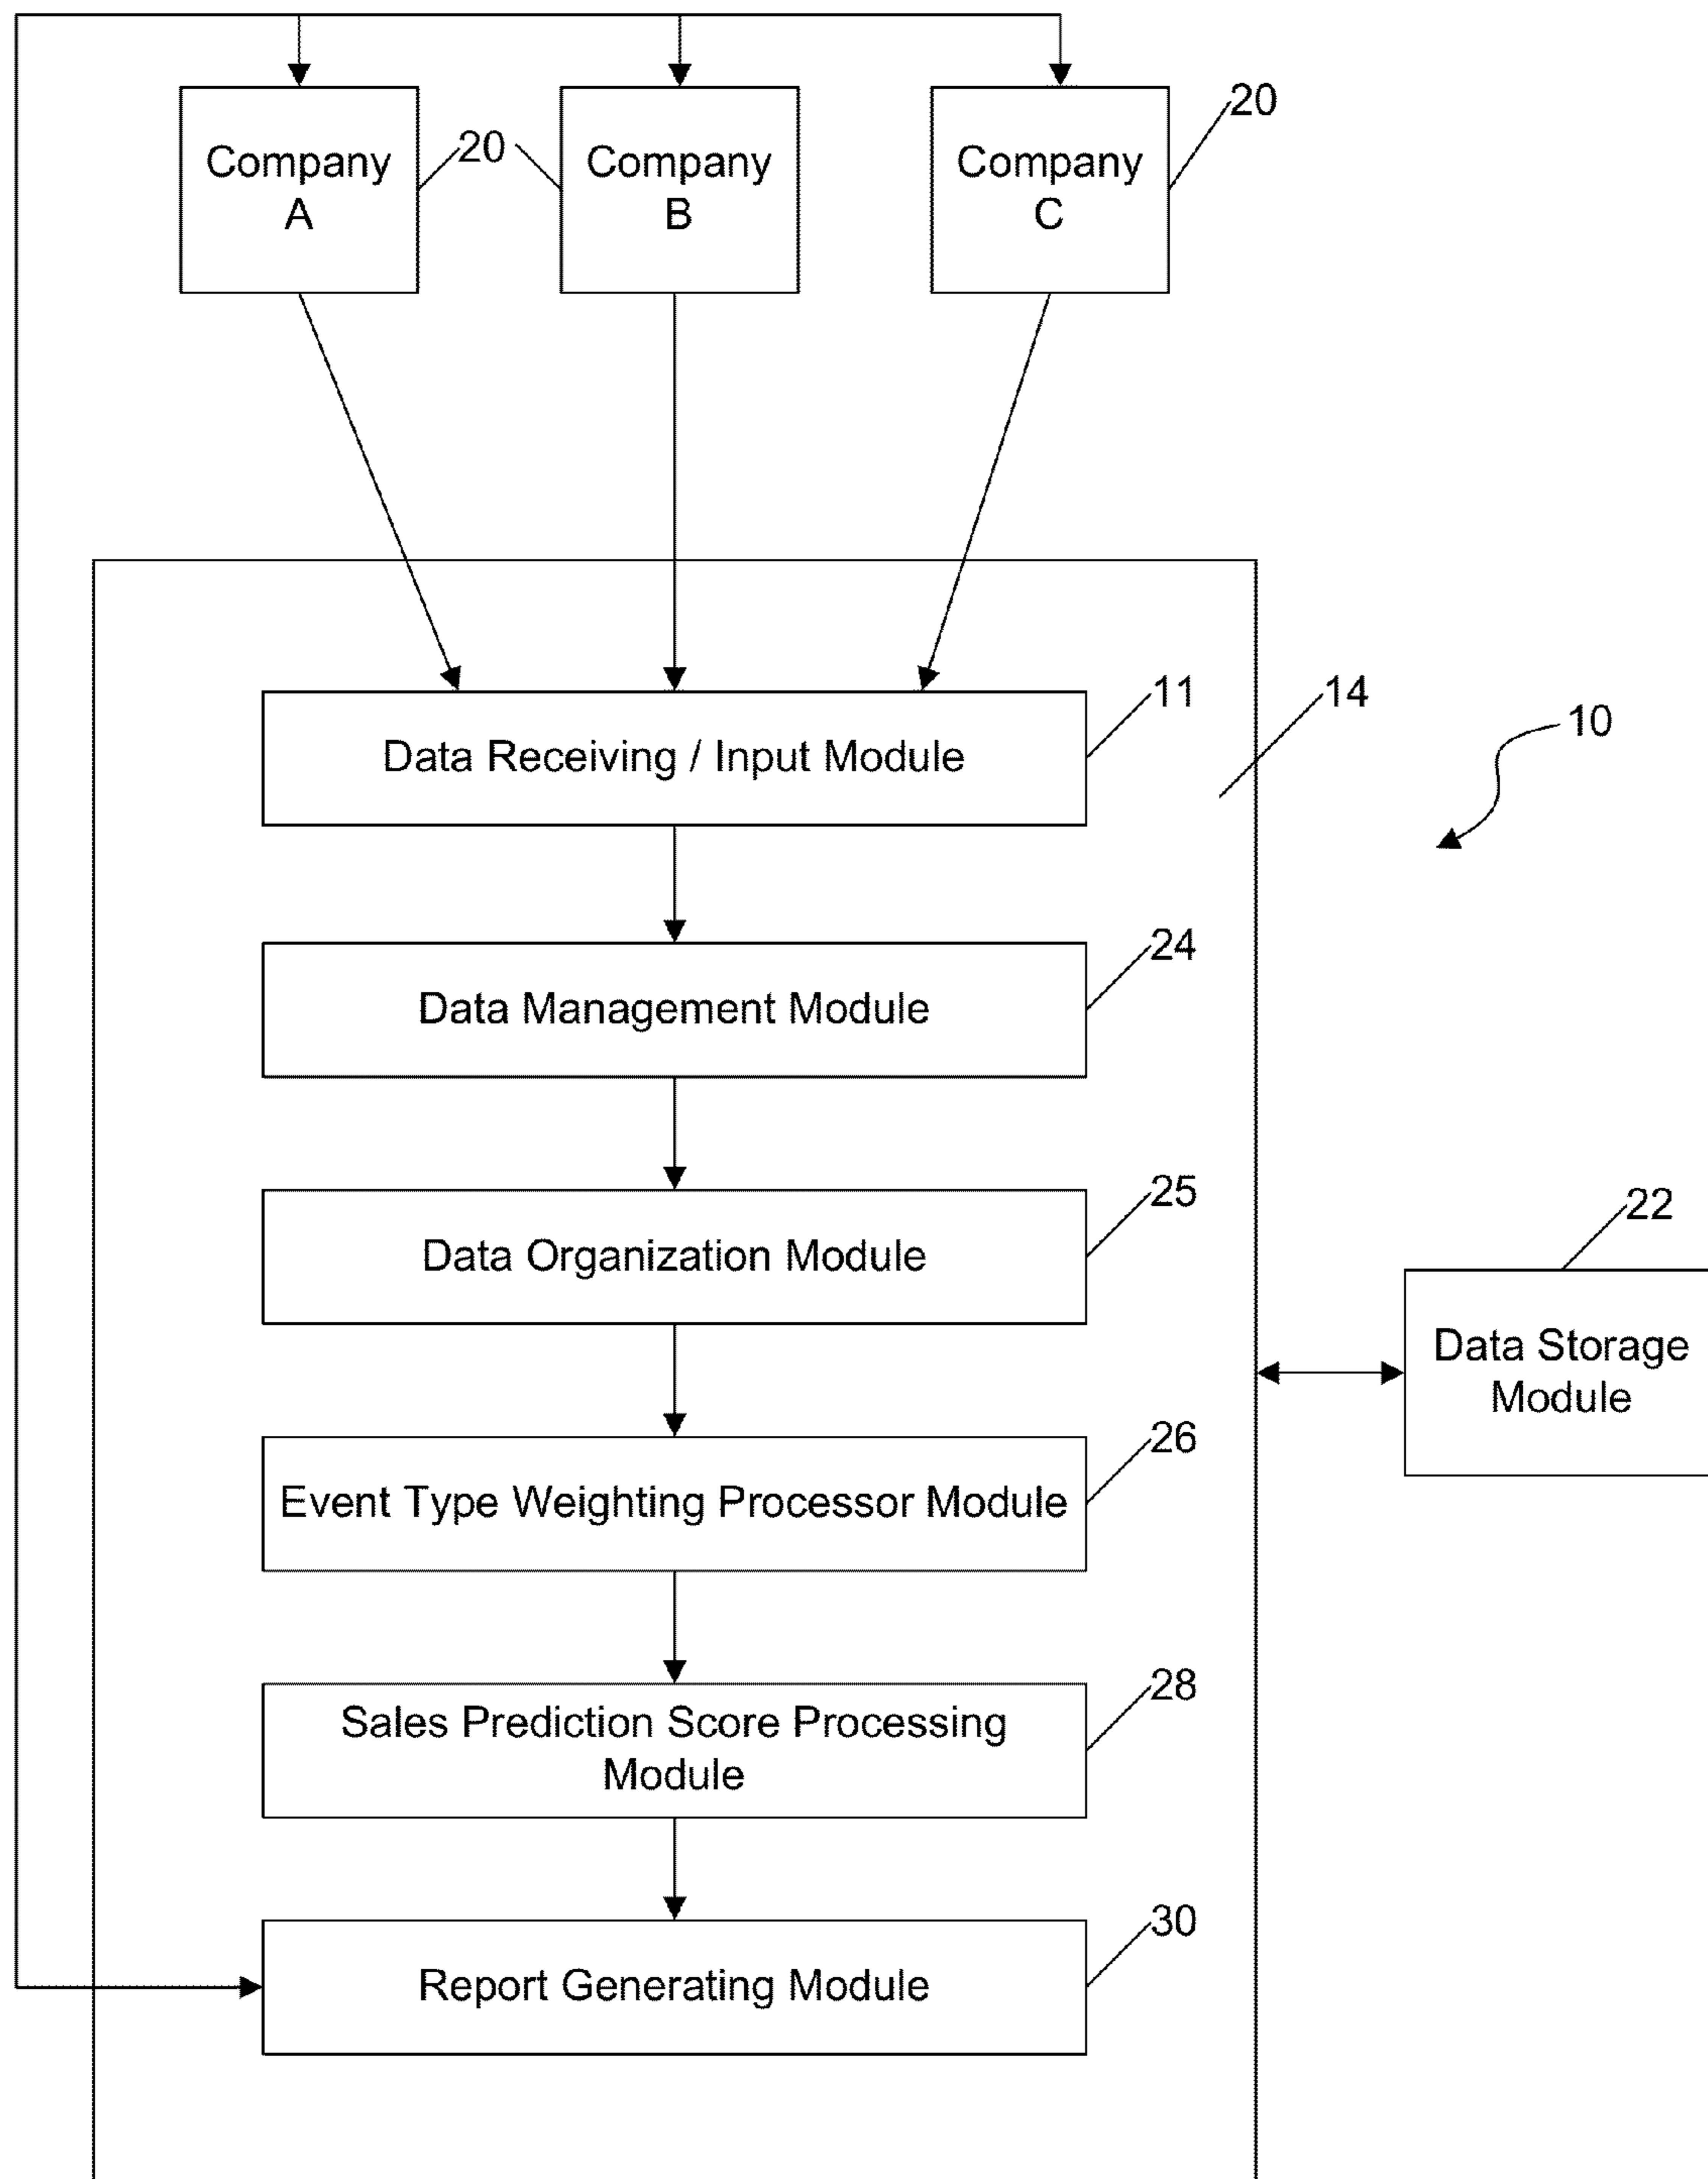 Company
A
20
Company
B
Company
C
20
Data Receiving / Input Module
11
14
10
Data Management Module
24
Data Organization Module
25
22
Data Storage
Module
Event Type Weighting Processor Module
26
Sales Prediction Score Processing
Module
28
Report Generating Module
30